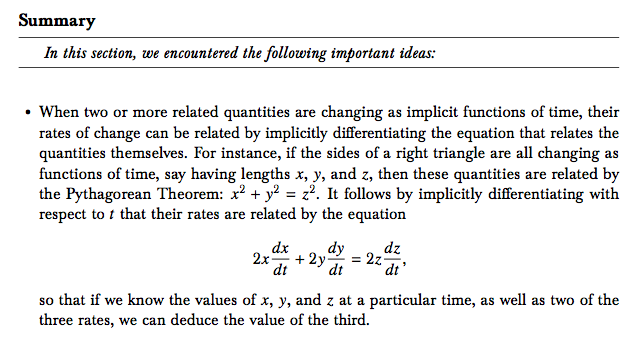 Summary
In this section, we encountered the following important ideas:
• When two or more related quantities are changing as implicit functions of time, their
rates of change can be related by implicitly differentiating the equation that relates the
quantities themselves. For instance, if the sides of a right triangle are all changing as
functions of time, say having lengths x, y, and z, then these quantities are related by
the Pythagorean Theorem: x² + y² = z². It follows by implicitly differentiating with
respect to t that their rates are related by the equation
2x dx/dt + 2y dy/dt = 2z dz/dt,
so that if we know the values of x, y, and z at a particular time, as well as two of the
three rates, we can deduce the value of the third.